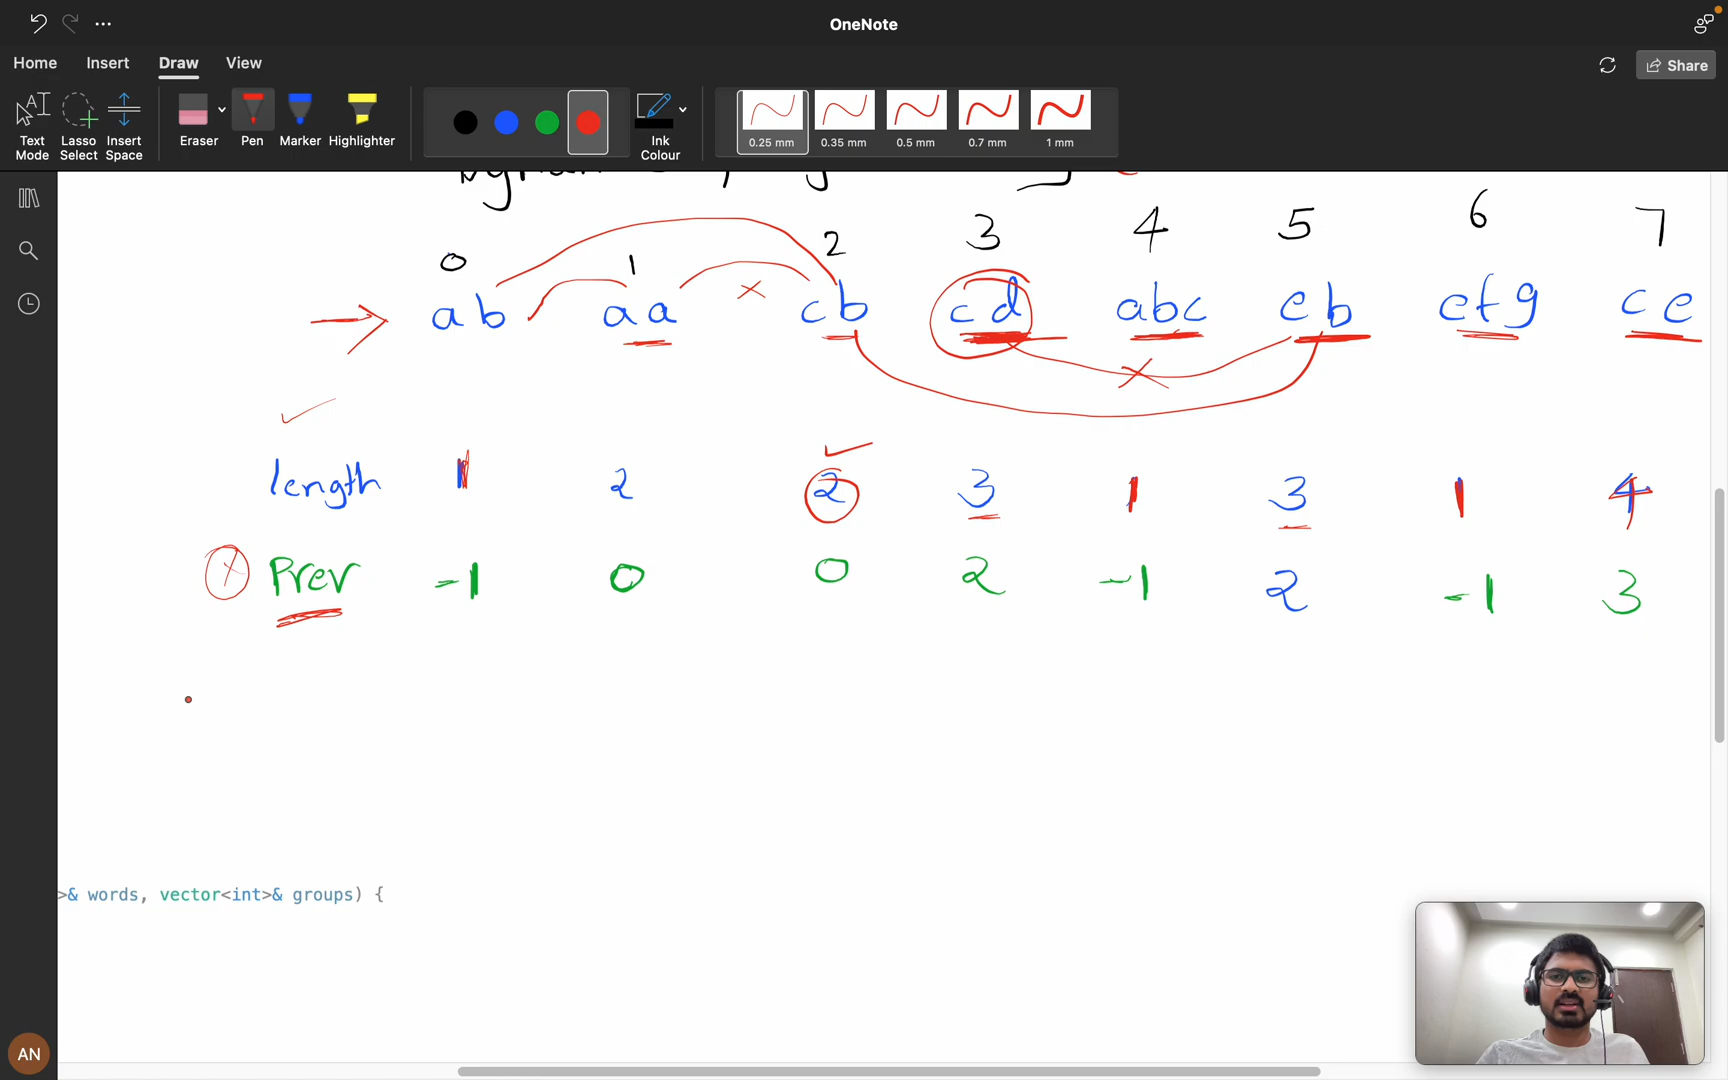 OneNote
Home Insert Draw View
Share
Text Mode
Lasso Select
Insert Space
Eraser
Pen
Marker
Highlighter
Ink Colour
0.25 mm 0.35 mm 0.5 mm 0.7 mm 1 mm
0 1 2 3 4 5 6 7
ab aa cb cd abc eb efg ce
length 1 2 2 3 1 3 1 4
Prev -1 0 0 2 -1 2 -1 3
>& words, vector<int>& groups) {
AN